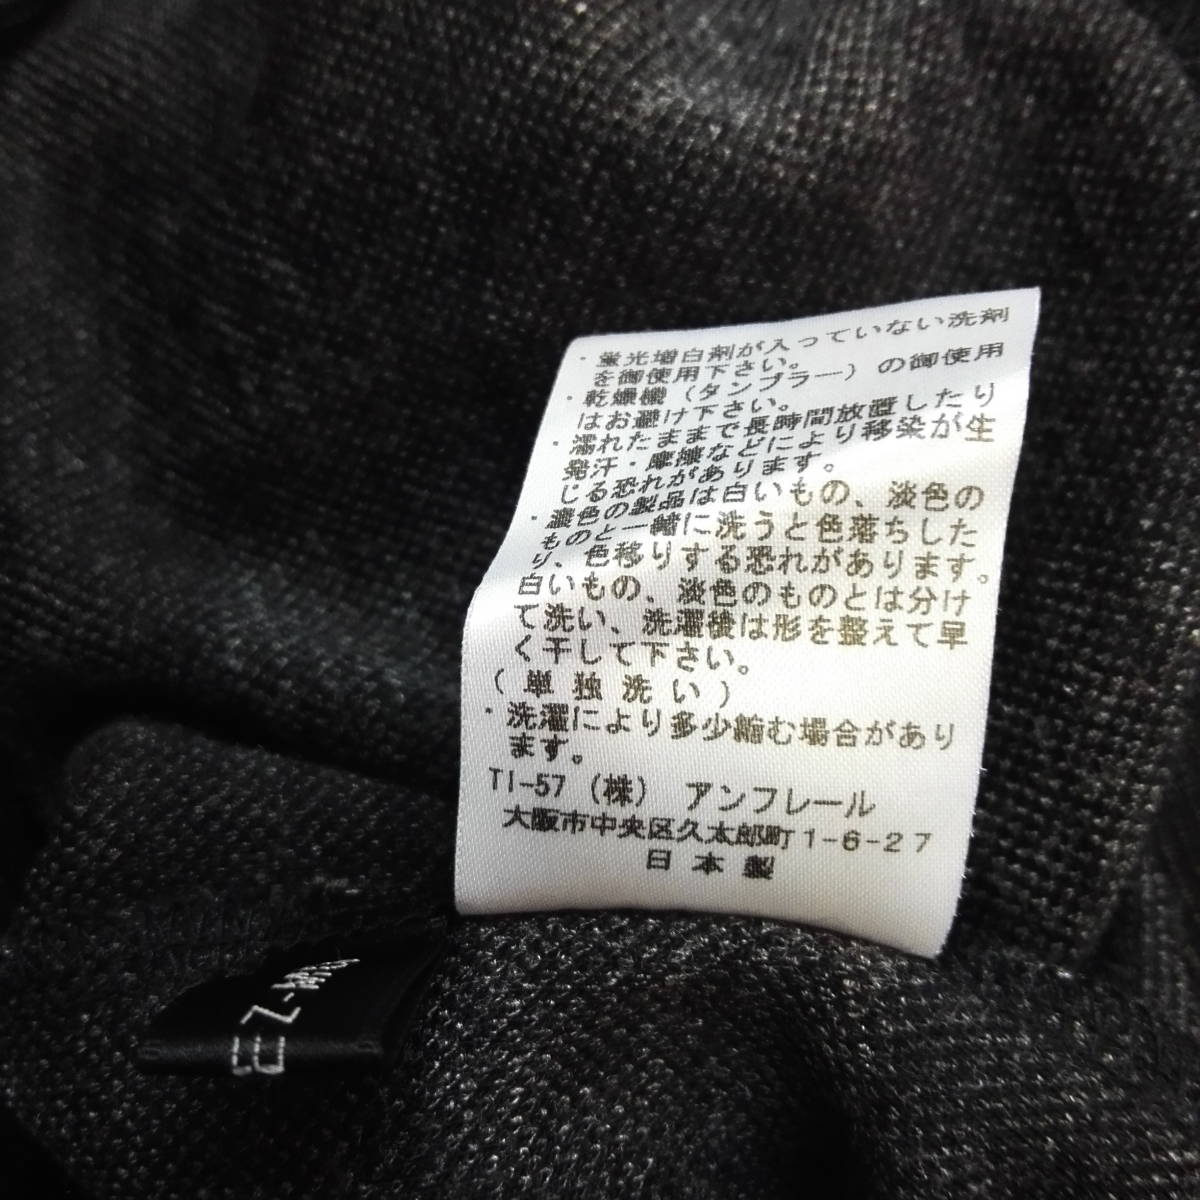 ・蛍光増白剤が入っていない洗剤
を御使用下さい。
・乾燥機（タンブラー）の御使用
はお避け下さい。
・濡れたままで長時間放置したり
発汗・摩擦などにより移染が生
じる恐れがあります。
・濃色の製品は白いもの、淡色の
ものと一緒に洗うと色落ちした
り、色移りする恐れがあります。
白いもの、淡色のものとは分け
て洗い、洗濯後は形を整えて早
く干して下さい。
（単独洗い）
・洗濯により多少縮む場合があり
ます。
TI-57（株） アンフレール
大阪市中央区久太郎町1-6-27
日本製